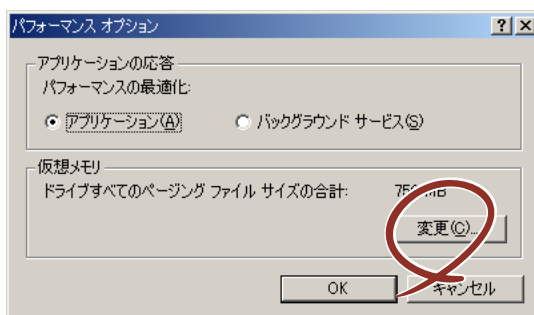 パフォーマンス オプション
アプリケーションの応答
パフォーマンスの最適化:
アプリケーション(A) バックグラウンド サービス(S)
仮想メモリ
ドライブすべてのページング ファイル サイズの合計: MB
変更(C)...
OK キャンセル